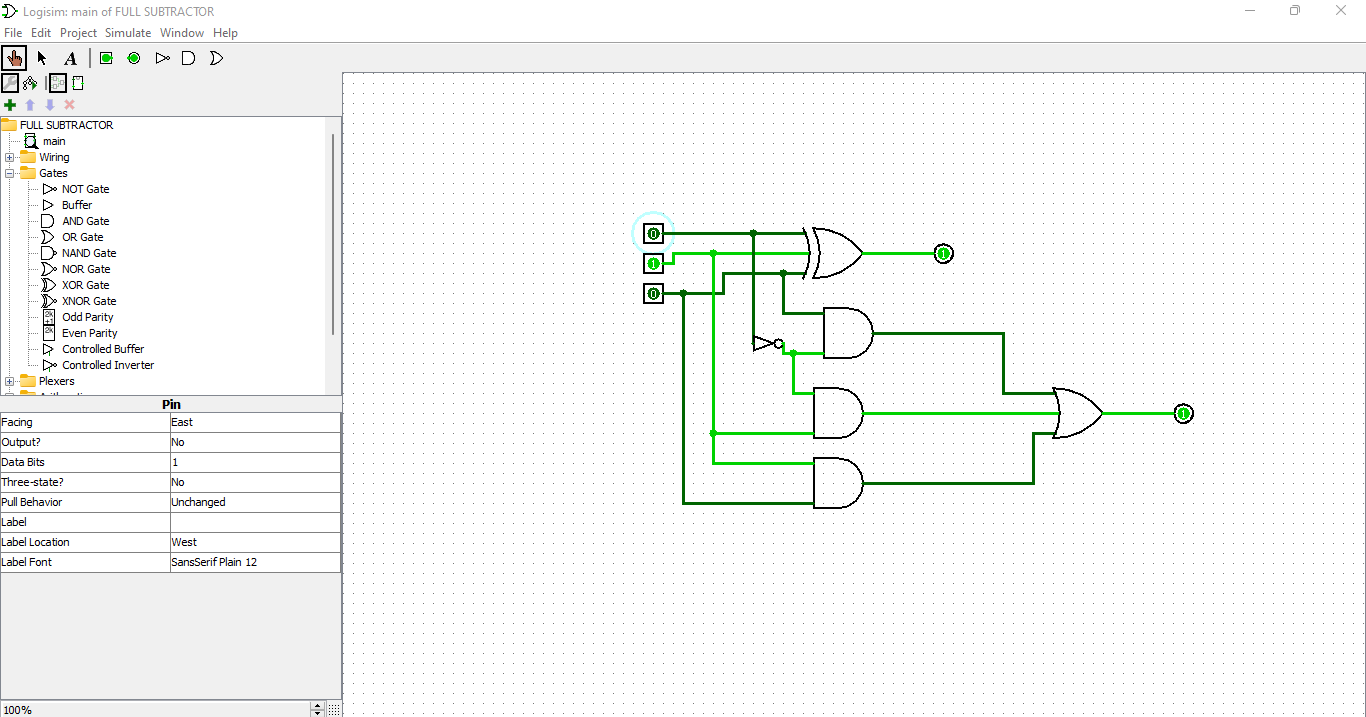 Logisim: main of FULL SUBTRACTOR
File Edit Project Simulate Window Help
A
FULL SUBTRACTOR
main
Wiring
Gates
NOT Gate
Buffer
AND Gate
OR Gate
NAND Gate
NOR Gate
XOR Gate
XNOR Gate
2k+1 Odd Parity
2k Even Parity
Controlled Buffer
Controlled Inverter
Plexers
Pin
Facing East
Output? No
Data Bits 1
Three-state? No
Pull Behavior Unchanged
Label
Label Location West
Label Font SansSerif Plain 12
100%
0
1
0
1
1